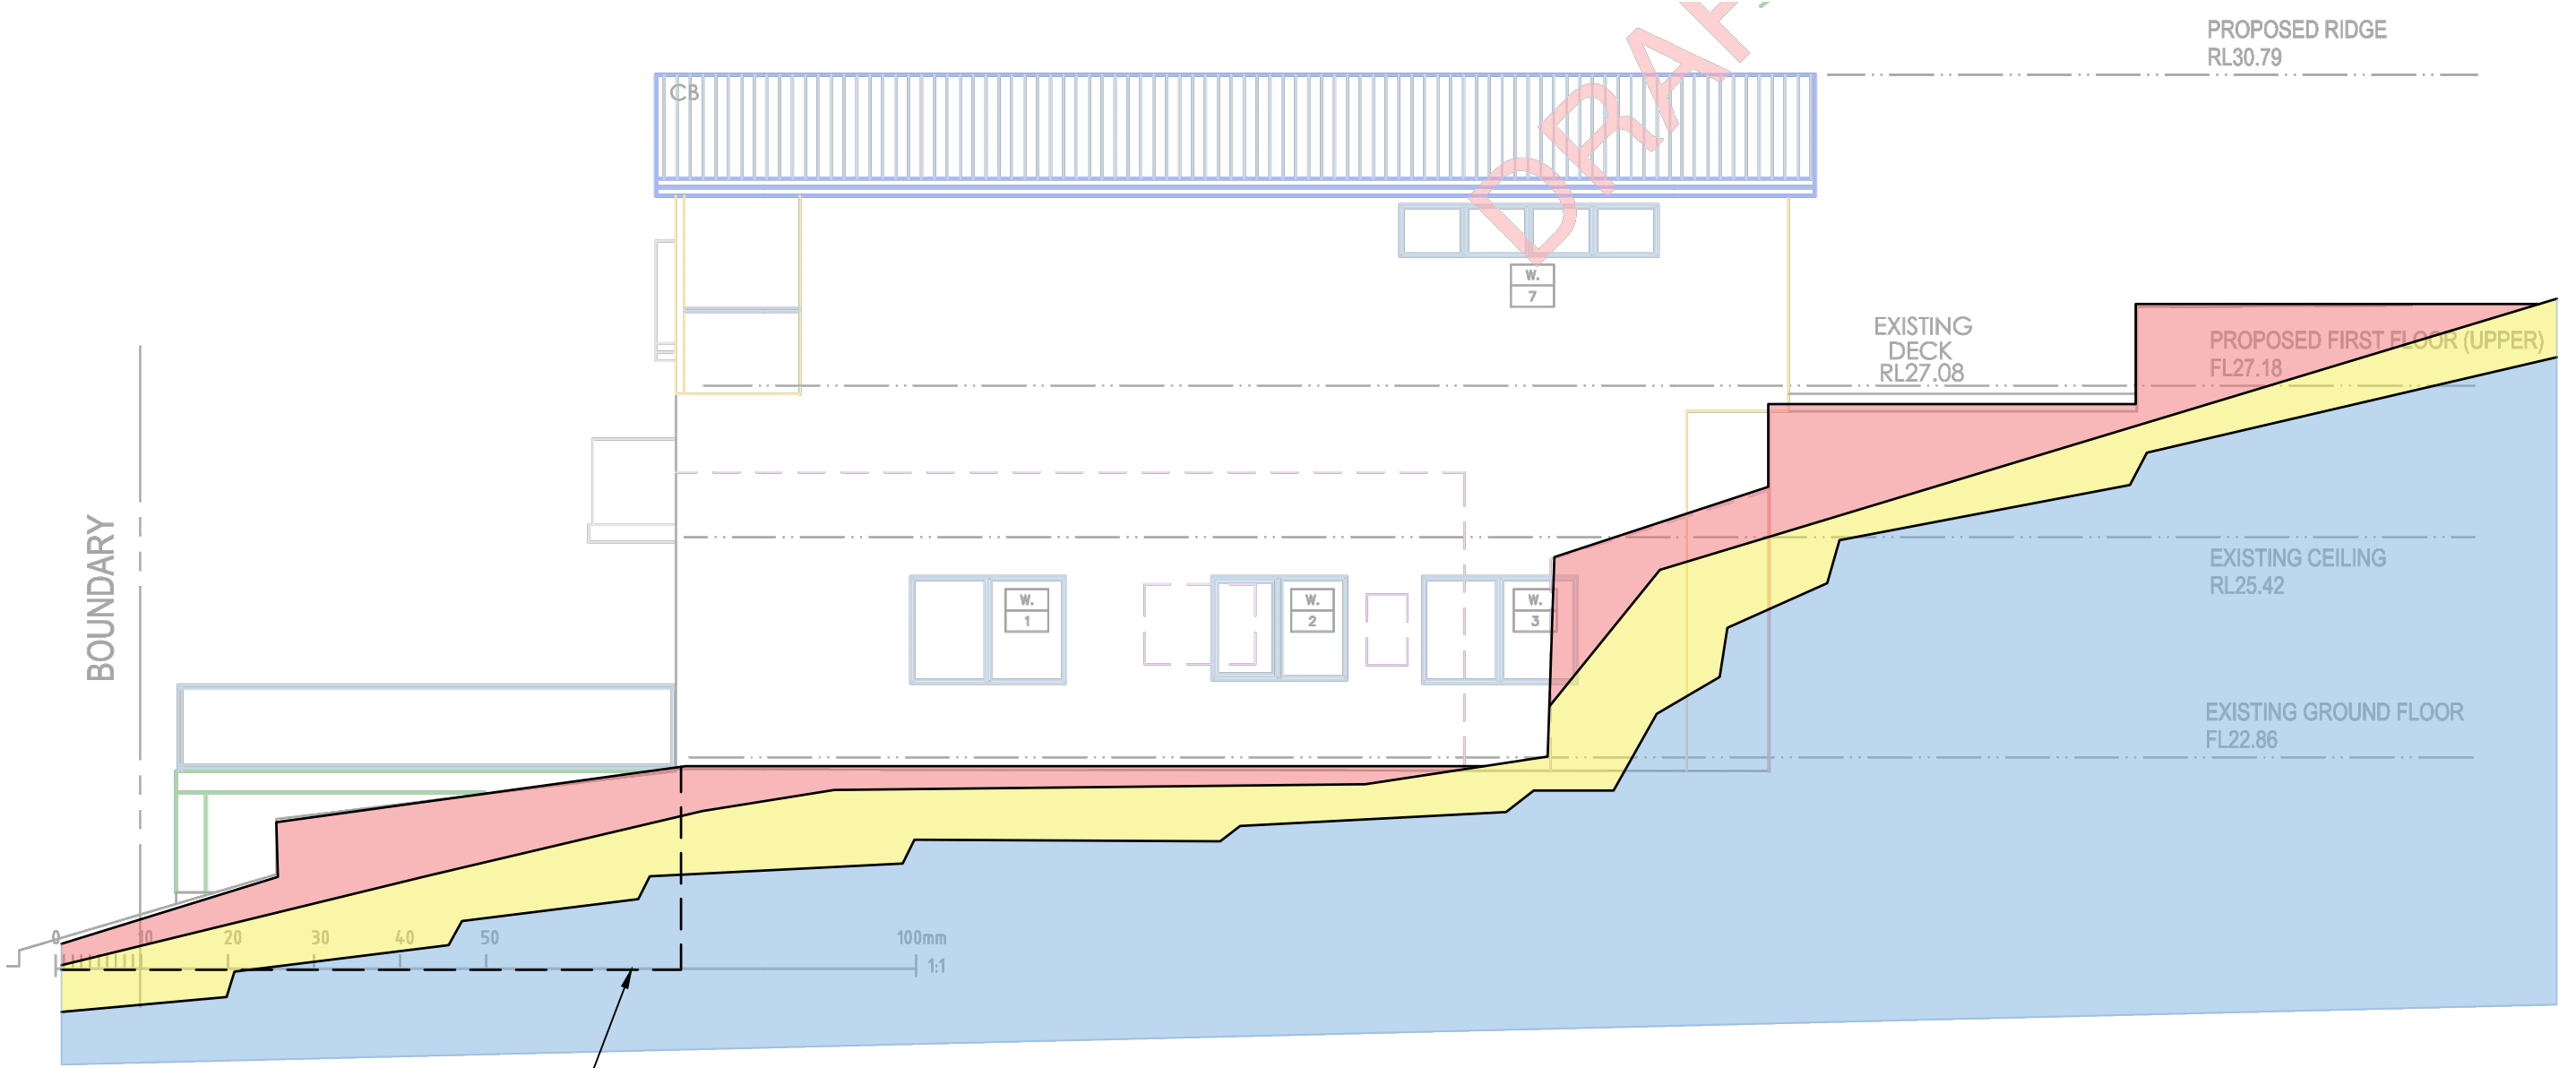 PROPOSED RIDGE
RL30.79
CB
DRAF
W.
7
EXISTING
DECK
RL27.08
PROPOSED FIRST FLOOR (UPPER)
FL27.18
BOUNDARY
EXISTING CEILING
RL25.42
W.
1
W.
2
W.
3
EXISTING GROUND FLOOR
FL22.86
0 10 20 30 40 50 100mm
1:1